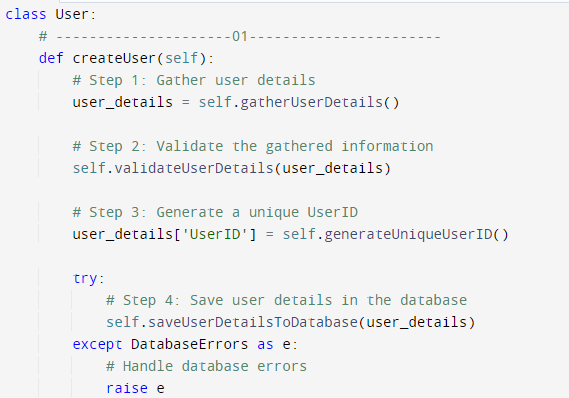 class User:
    # ---------------------01-----------------------
    def createUser(self):
        # Step 1: Gather user details
        user_details = self.gatherUserDetails()

        # Step 2: Validate the gathered information
        self.validateUserDetails(user_details)

        # Step 3: Generate a unique UserID
        user_details['UserID'] = self.generateUniqueUserID()

        try:
            # Step 4: Save user details in the database
            self.saveUserDetailsToDatabase(user_details)
        except DatabaseErrors as e:
            # Handle database errors
            raise e